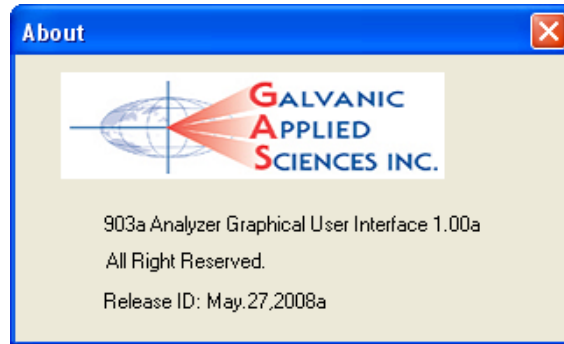 About
GALVANIC
APPLIED
SCIENCES INC.
903a Analyzer Graphical User Interface 1.00a
All Right Reserved.
Release ID: May.27,2008a